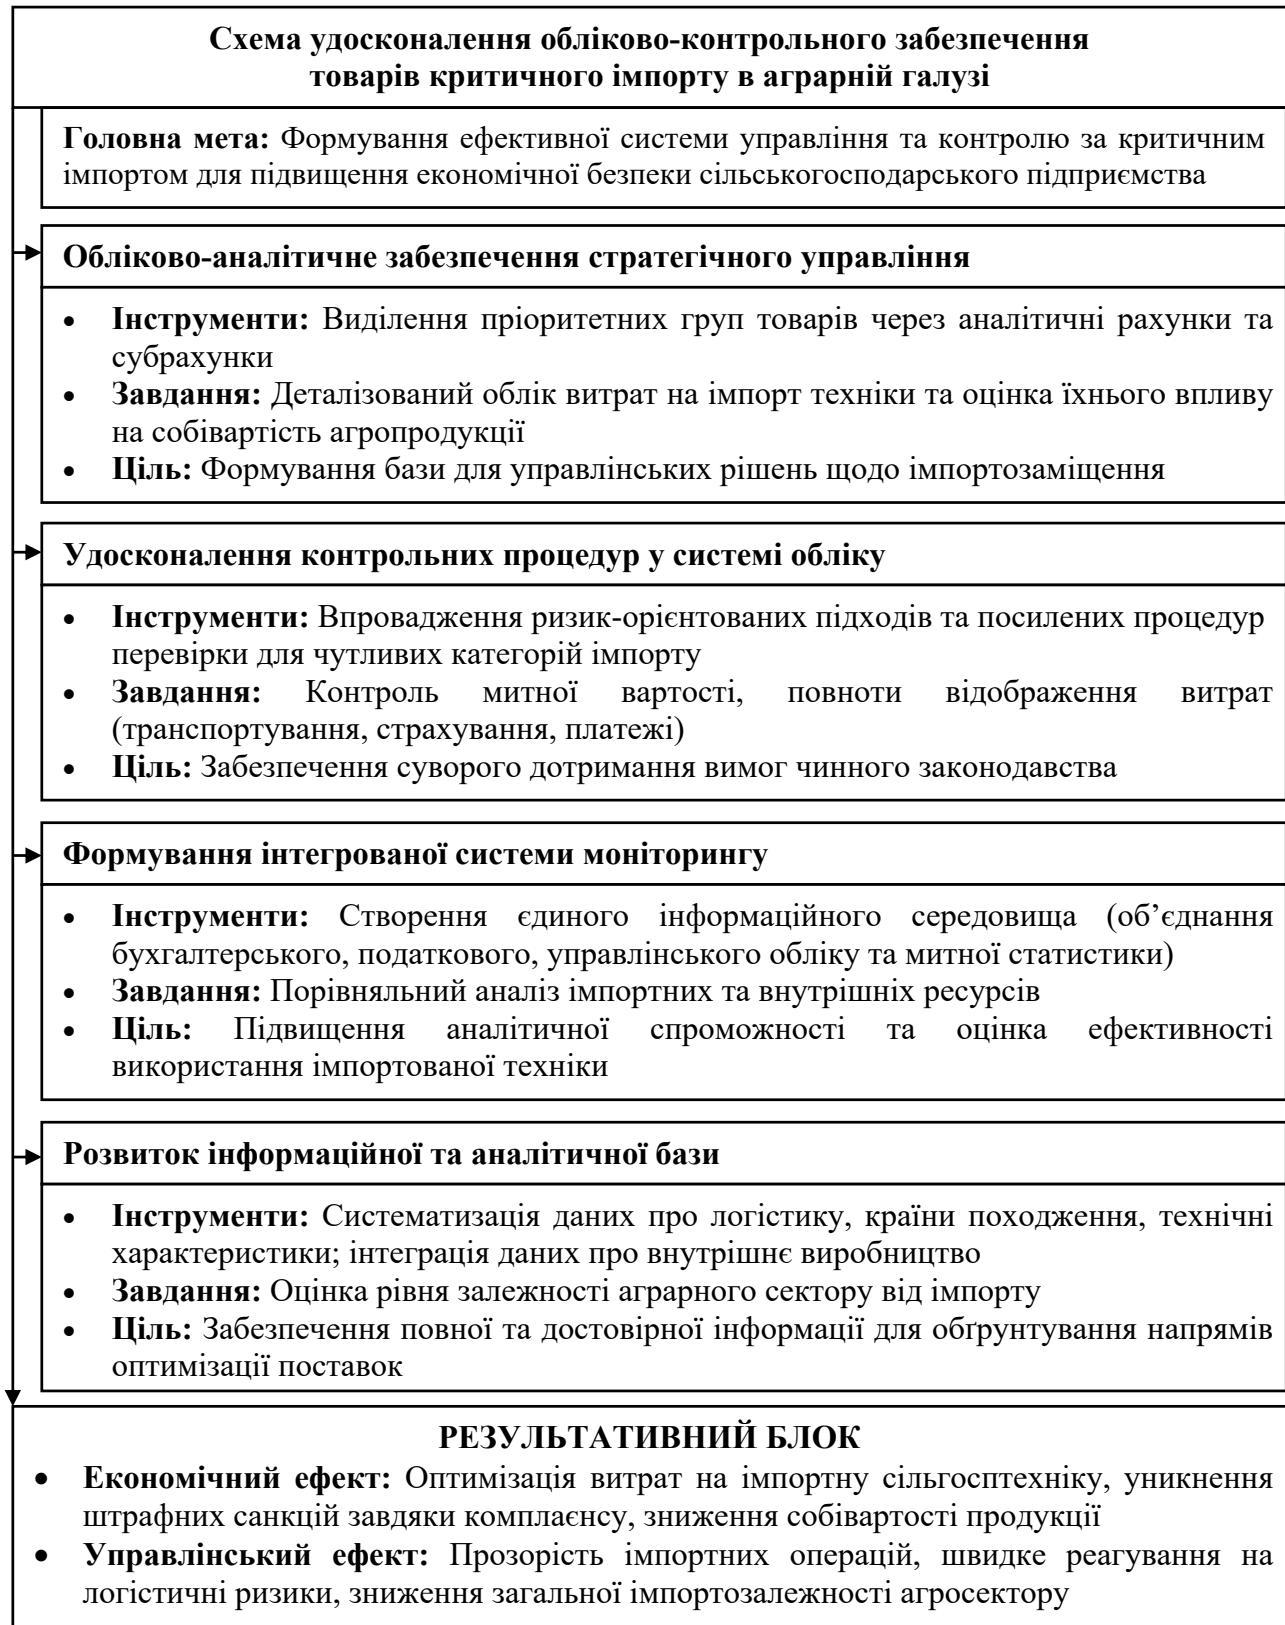 Схема удосконалення обліково-контрольного забезпечення
товарів критичного імпорту в аграрній галузі
Головна мета: Формування ефективної системи управління та контролю за критичним
імпортом для підвищення економічної безпеки сільськогосподарського підприємства
Обліково-аналітичне забезпечення стратегічного управління
• Інструменти: Виділення пріоритетних груп товарів через аналітичні рахунки та
субрахунки
• Завдання: Деталізований облік витрат на імпорт техніки та оцінка їхнього впливу
на собівартість агропродукції
• Ціль: Формування бази для управлінських рішень щодо імпортозаміщення
Удосконалення контрольних процедур у системі обліку
• Інструменти: Впровадження ризик-орієнтованих підходів та посилених процедур
перевірки для чутливих категорій імпорту
• Завдання: Контроль митної вартості, повноти відображення витрат
(транспортування, страхування, платежі)
• Ціль: Забезпечення суворого дотримання вимог чинного законодавства
Формування інтегрованої системи моніторингу
• Інструменти: Створення єдиного інформаційного середовища (об’єднання
бухгалтерського, податкового, управлінського обліку та митної статистики)
• Завдання: Порівняльний аналіз імпортних та внутрішніх ресурсів
• Ціль: Підвищення аналітичної спроможності та оцінка ефективності
використання імпортованої техніки
Розвиток інформаційної та аналітичної бази
• Інструменти: Систематизація даних про логістику, країни походження, технічні
характеристики; інтеграція даних про внутрішнє виробництво
• Завдання: Оцінка рівня залежності аграрного сектору від імпорту
• Ціль: Забезпечення повної та достовірної інформації для обґрунтування напрямів
оптимізації поставок
РЕЗУЛЬТАТИВНИЙ БЛОК
• Економічний ефект: Оптимізація витрат на імпортну сільгосптехніку, уникнення
штрафних санкцій завдяки комплаєнсу, зниження собівартості продукції
• Управлінський ефект: Прозорість імпортних операцій, швидке реагування на
логістичні ризики, зниження загальної імпортозалежності агросектору